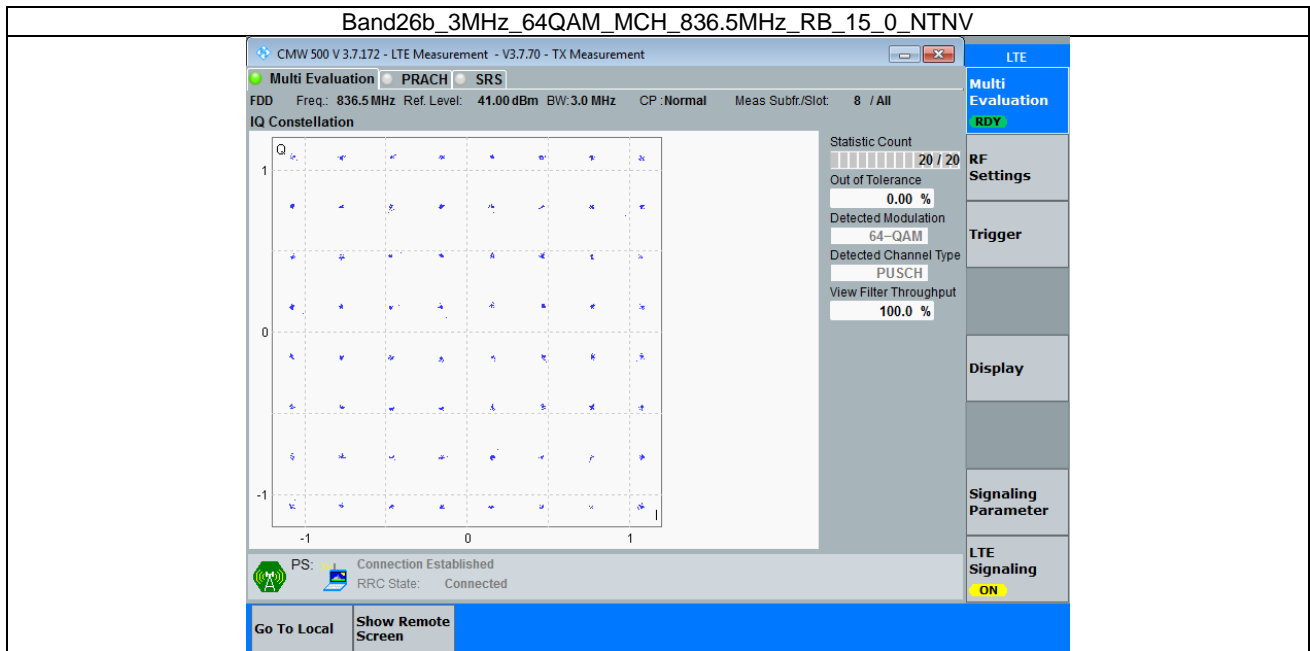 Band26b_3MHz_64QAM_MCH_836.5MHz_RB_15_0_NTNV
CMW 500 V 3.7.172 - LTE Measurement - V3.7.70 - TX Measurement
LTE
Multi Evaluation PRACH SRS
FDD Freq.: 836.5 MHz Ref. Level: 41.00 dBm BW: 3.0 MHz CP :Normal Meas Subfr./Slot: 8 / All
IQ Constellation
Q
1
0
-1
-1 0 1
I
Statistic Count
20 / 20
Out of Tolerance
0.00 %
Detected Modulation
64-QAM
Detected Channel Type
PUSCH
View Filter Throughput
100.0 %
Multi
Evaluation
RDY
RF
Settings
Trigger
Display
Signaling
Parameter
LTE
Signaling
ON
PS: Connection Established
RRC State: Connected
Go To Local
Show Remote
Screen